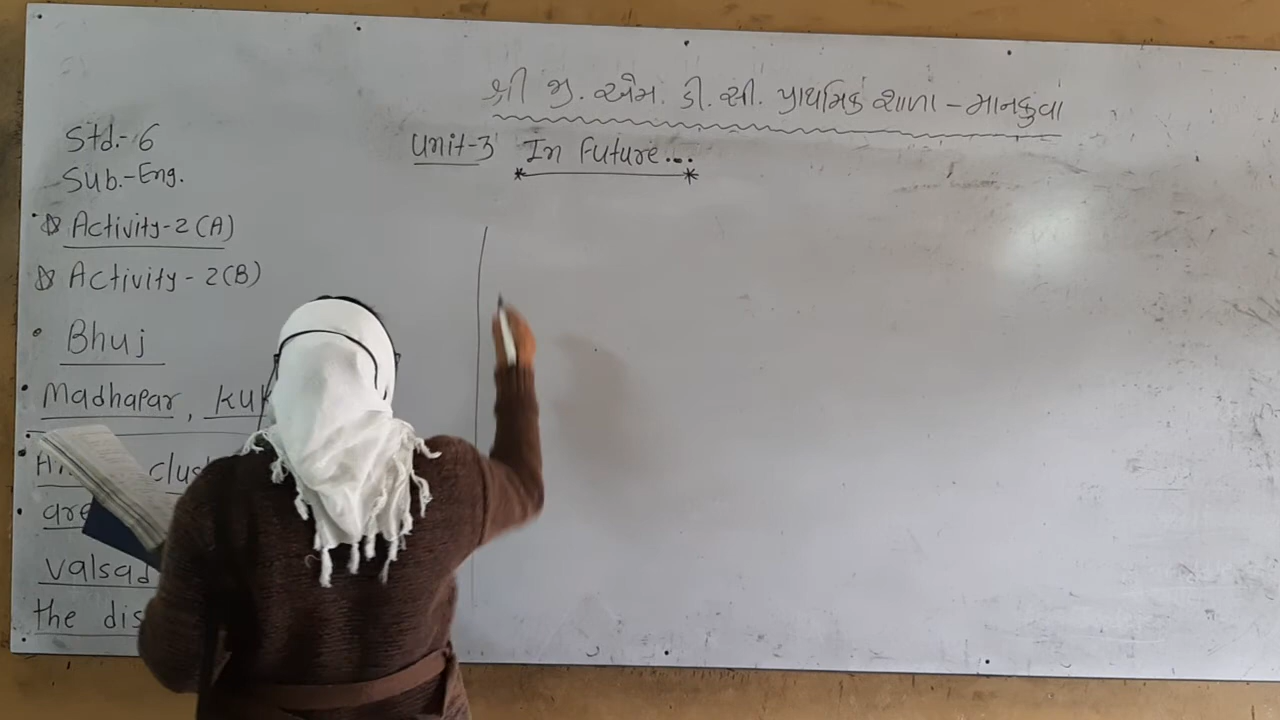 શ્રી જી. એમ. ડી. સી. પ્રાથમિક શાળા - માનકુવા
Unit-3 In Future...
Std.-6
Sub.-Eng.
Activity-2(A)
Activity-2(B)
Bhuj
Madhapar,
are
valsad
the